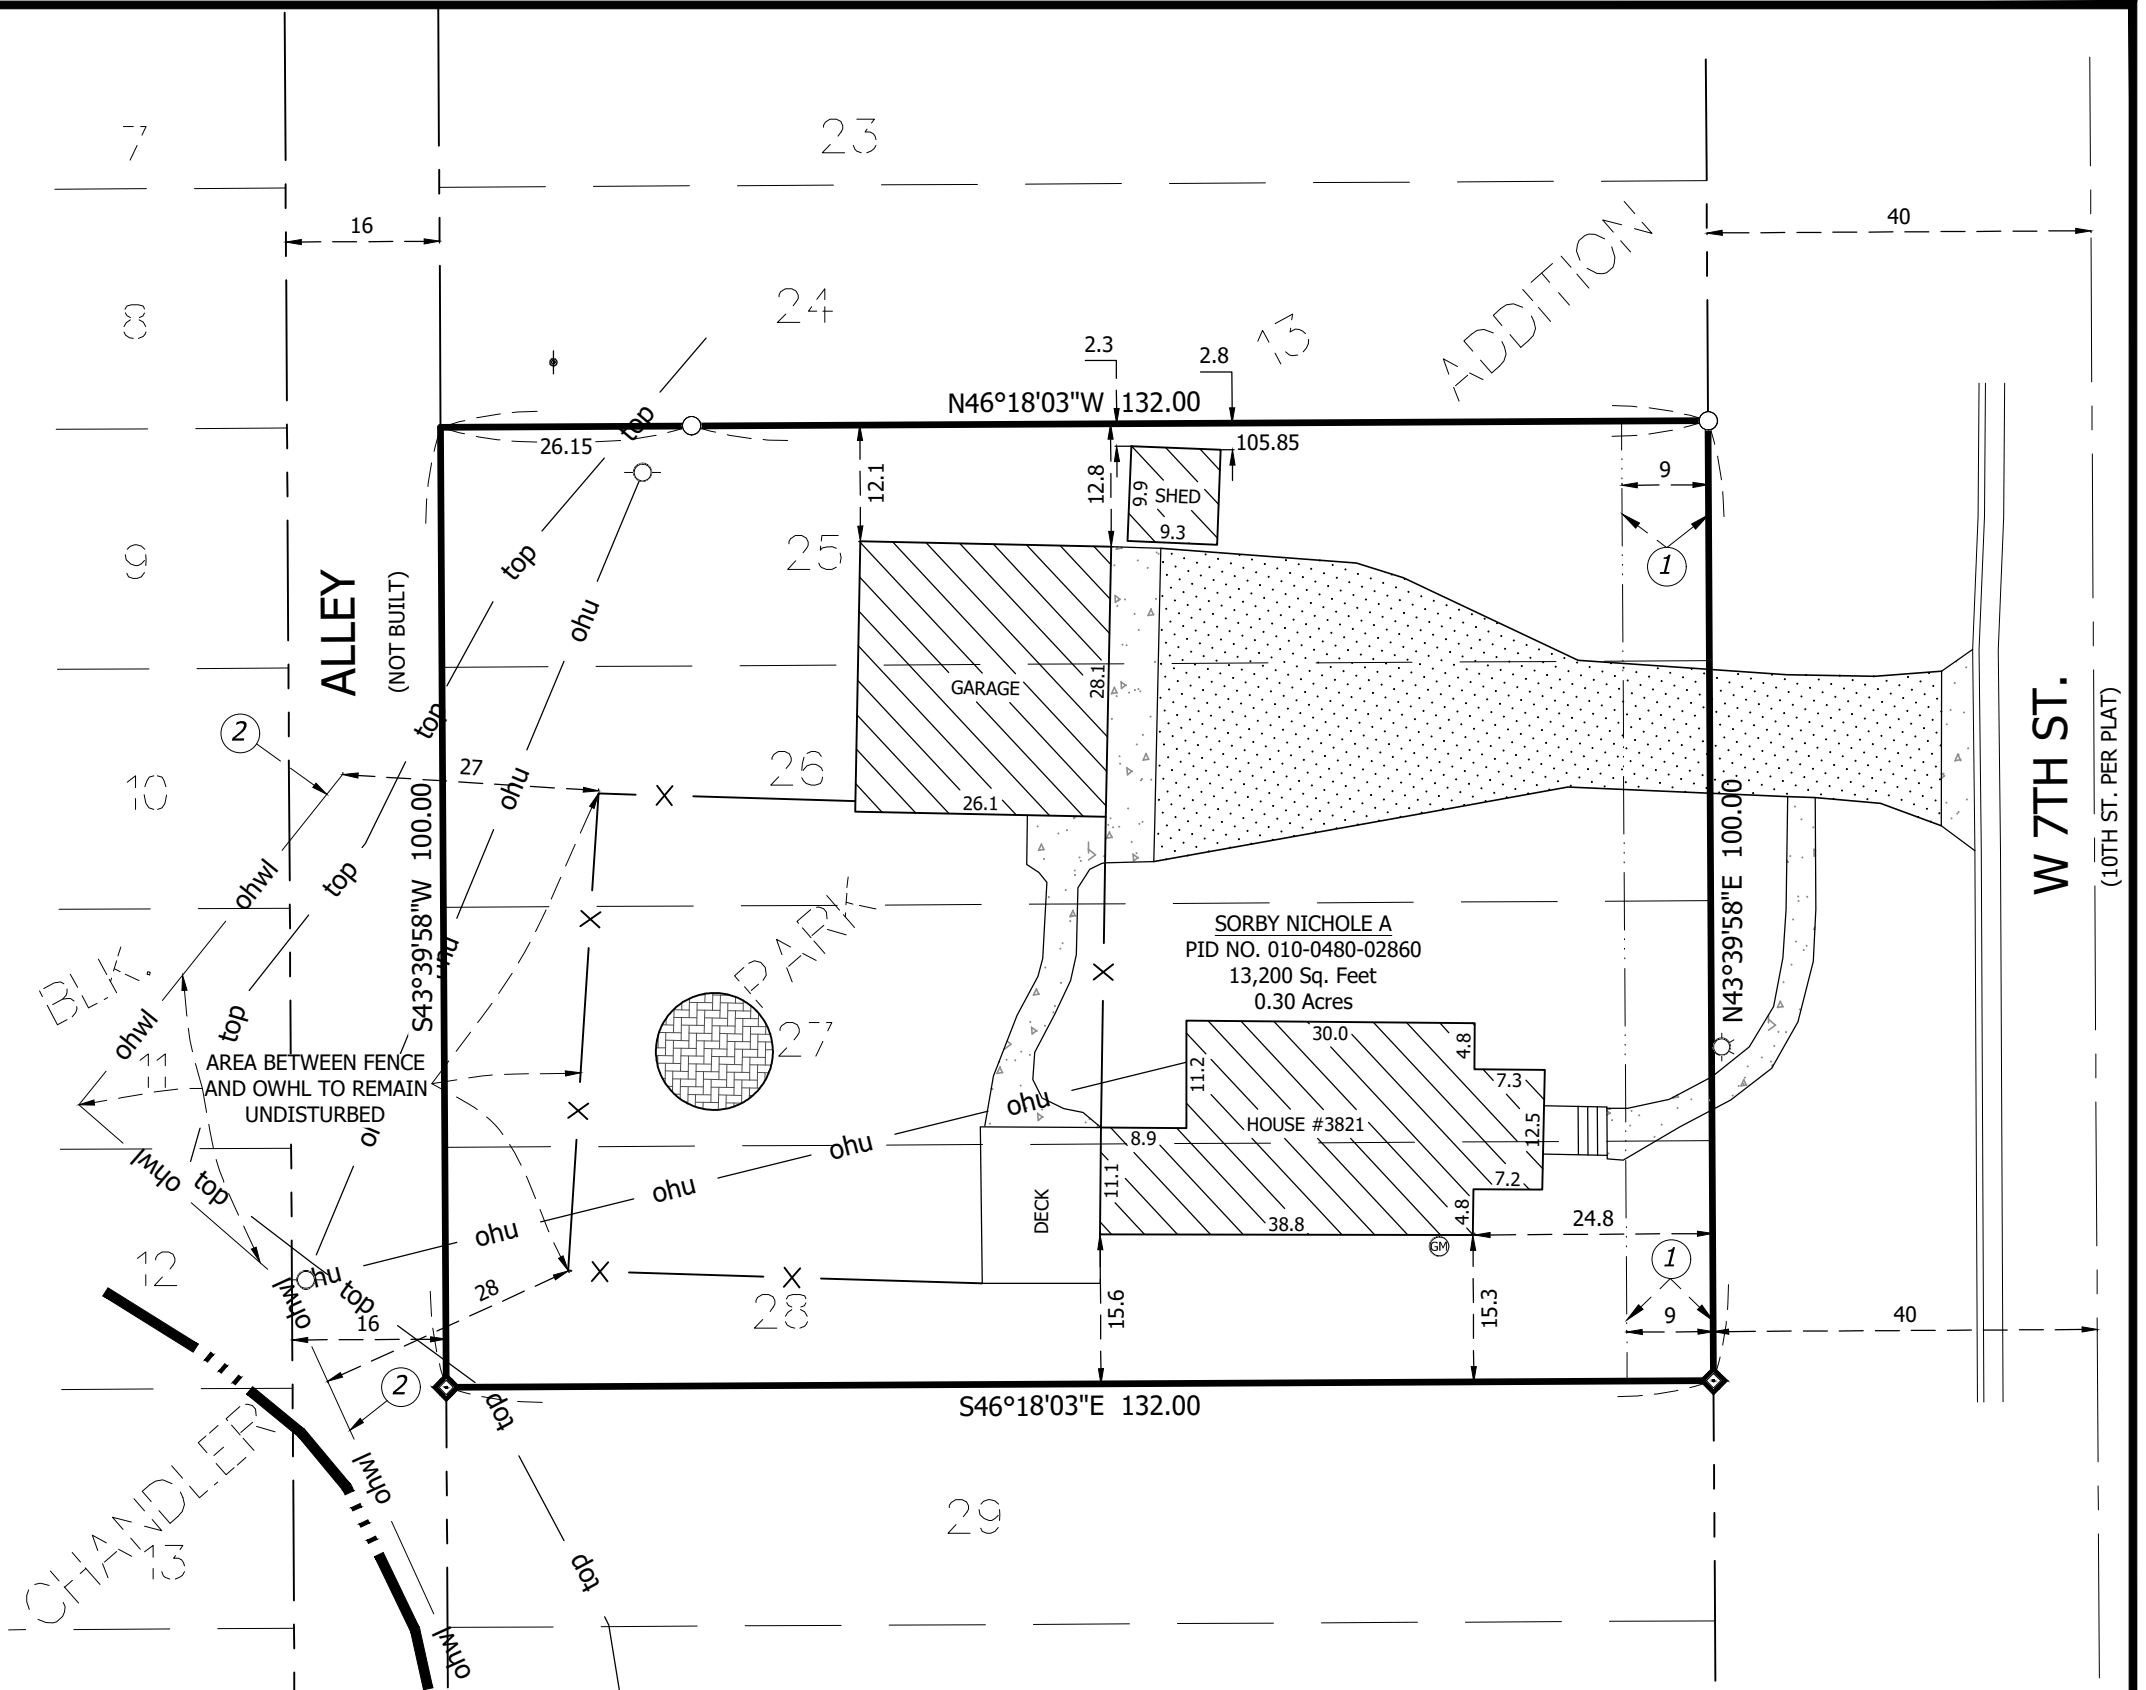 7
23
16
40
8
24
13
ADDITION
2.3
2.8
N46°18'03"W 132.00
26.15
top
105.85
12.1
12.8
9.9
SHED
9.3
9
1
9
25
top
ohu
ALLEY
(NOT BUILT)
GARAGE
28.1
26.1
top
2
27
10
26
ohu
S43°39'58"W 100.00
N43°39'58"E 100.00
W 7TH ST.
(10TH ST. PER PLAT)
ohwl
top
BLK.
PARK
SORBY NICHOLE A
PID NO. 010-0480-02860
13,200 Sq. Feet
0.30 Acres
ohwl
top
27
11
AREA BETWEEN FENCE
AND OWHL TO REMAIN
UNDISTURBED
30.0
4.8
11.2
7.3
ohu
HOUSE #3821
12.5
8.9
ohu
11.1
7.2
4.8
ohwl
top
ohu
DECK
38.8
24.8
ohu
GM
1
12
ohwl
top
28
28
16
15.6
15.3
9
40
2
S46°18'03"E 132.00
top
CHANDLER
ohwl
29
13
top
ohwl